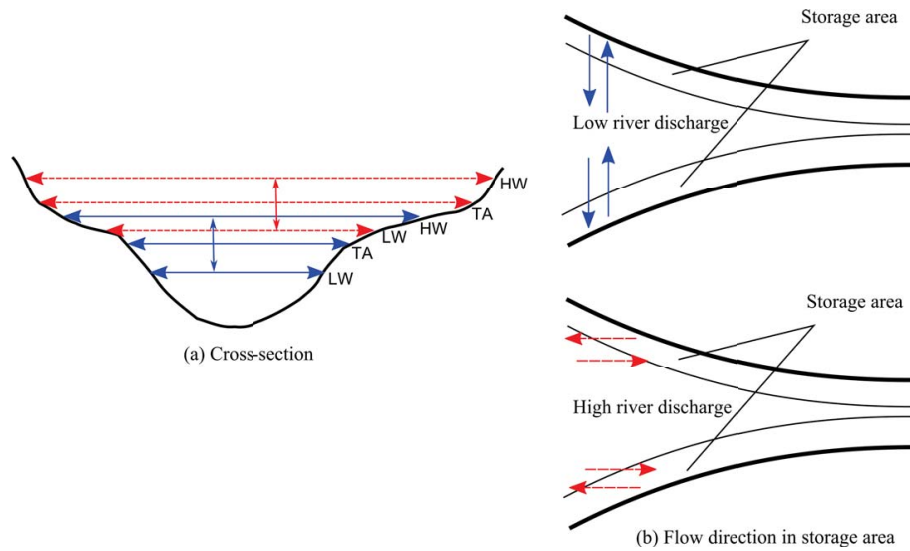 HW
TA
LW
HW
TA
LW
(a) Cross-section
Storage area
Low river discharge
Storage area
High river discharge
(b) Flow direction in storage area